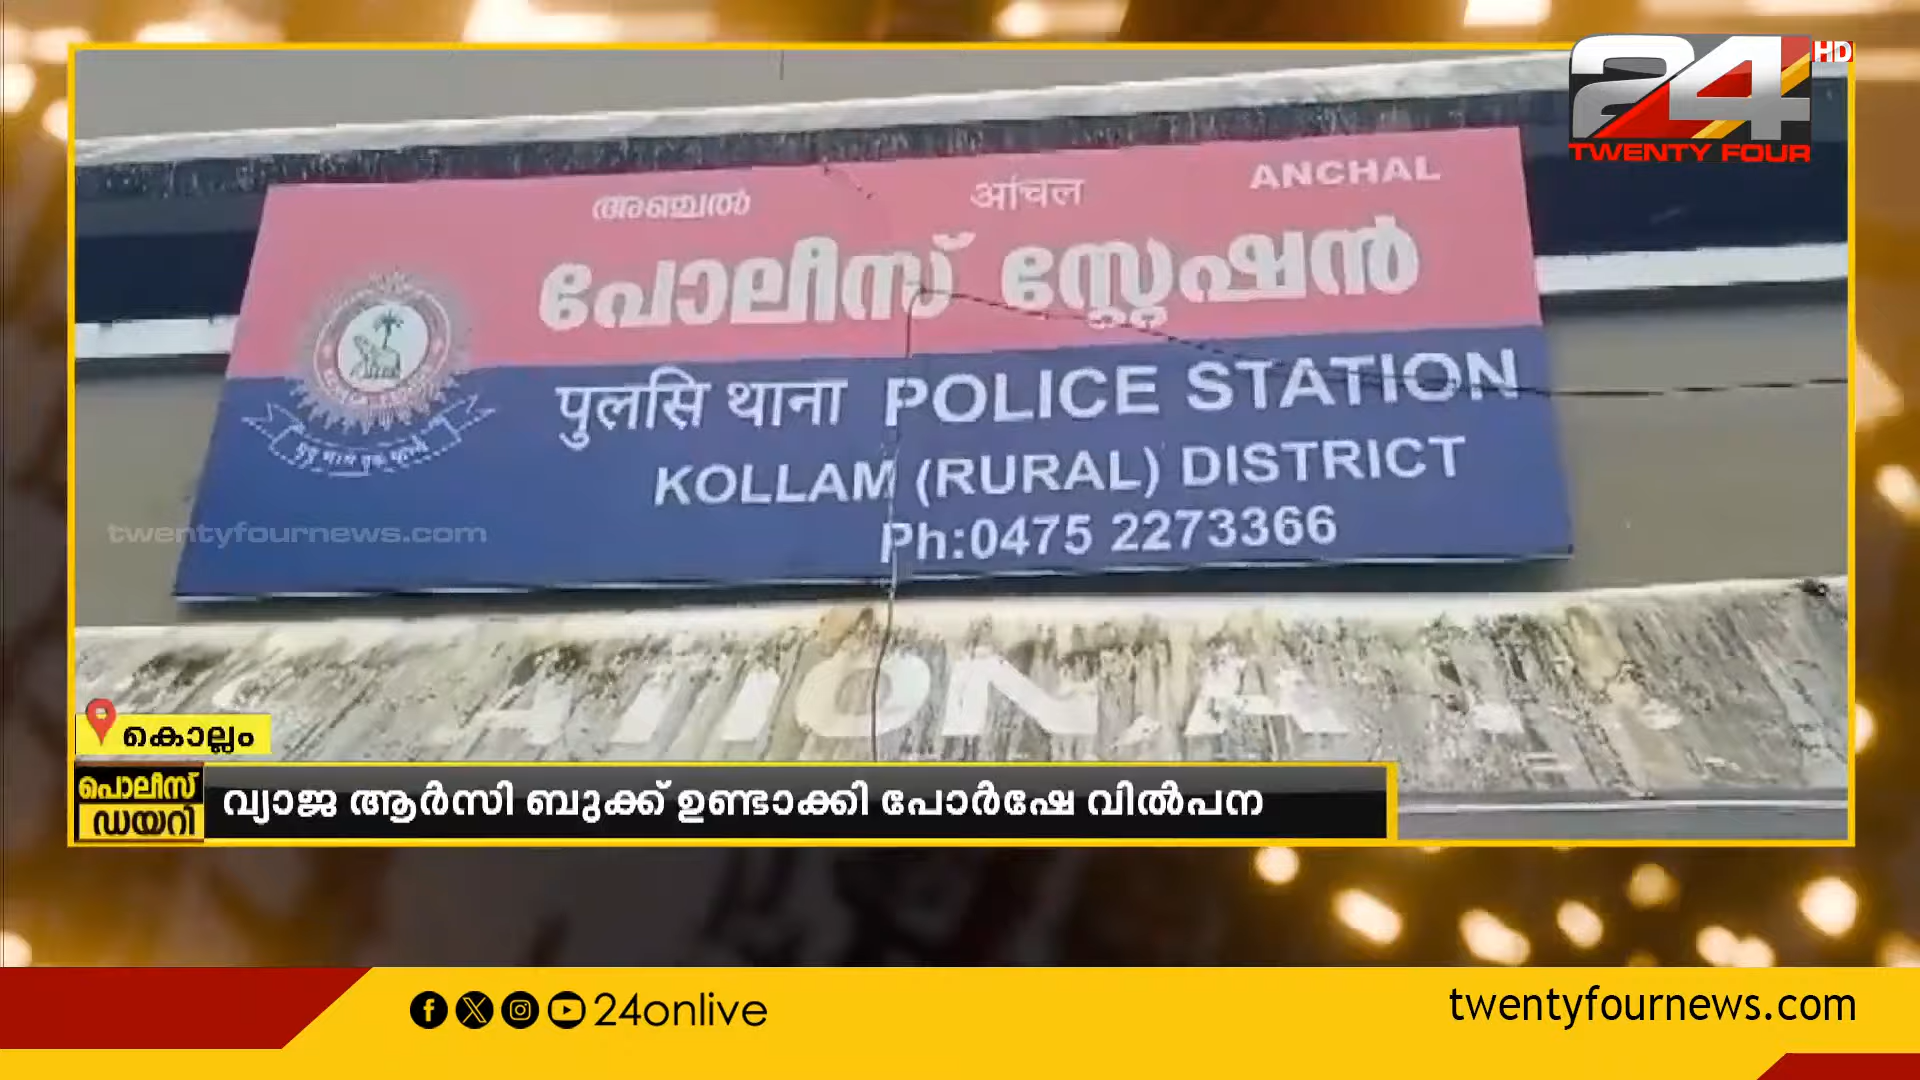 24 HD
TWENTY FOUR
അഞ്ചൽ आंचल ANCHAL
പോലീസ് സ്റ്റേഷൻ
पुलसि थाना POLICE STATION
KOLLAM (RURAL) DISTRICT
Ph:0475 2273366
twentyfournews.com
കൊല്ലം
പൊലീസ് ഡയറി
വ്യാജ ആർസി ബുക്ക് ഉണ്ടാക്കി പോർഷേ വിൽപന
24onlive
twentyfournews.com